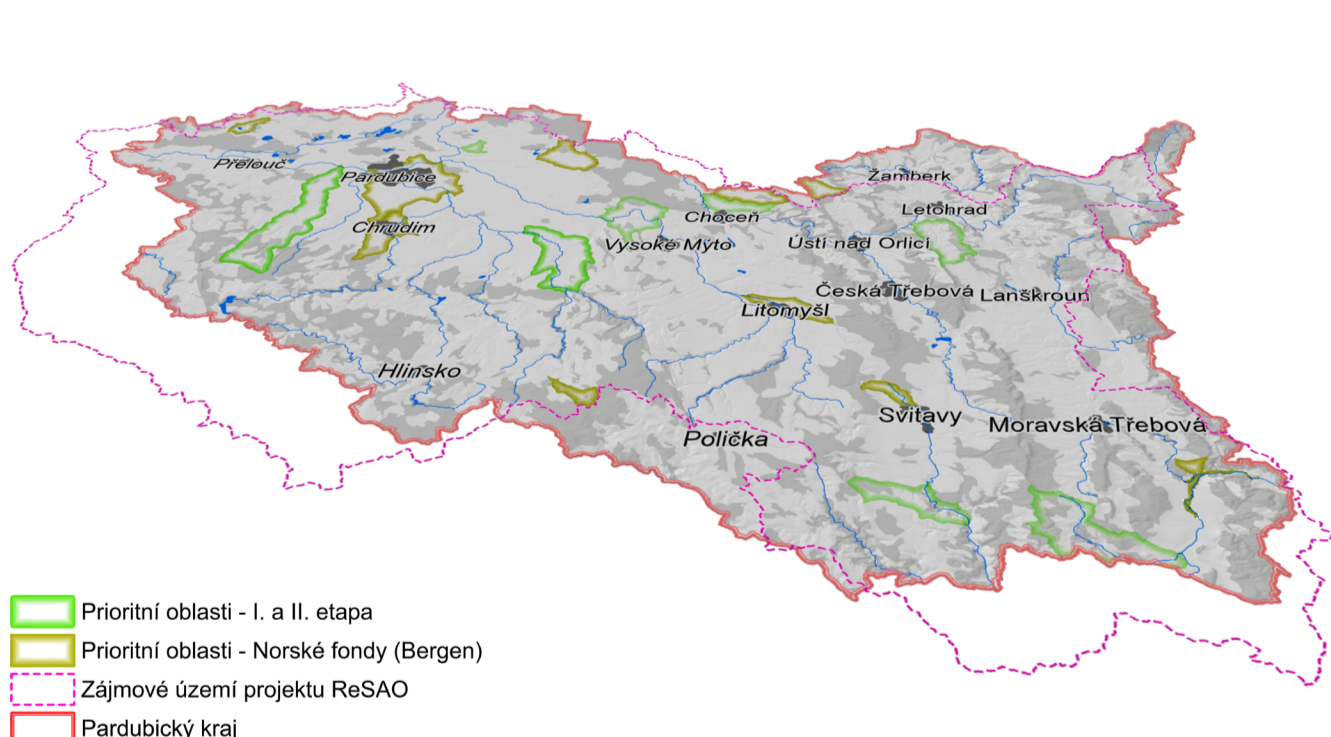 Přelouč
Pardubice
Žamberk
Letohrad
Choceň
Chrudim
Vysoké Mýto
Ústí nad Orlicí
Česká Třebová
Lanškroun
Litomyšl
Hlinsko
Svitavy
Moravská Třebová
Polička
Prioritní oblasti - I. a II. etapa
Prioritní oblasti - Norské fondy (Bergen)
Zájmové území projektu ReSAO
Pardubický kraj